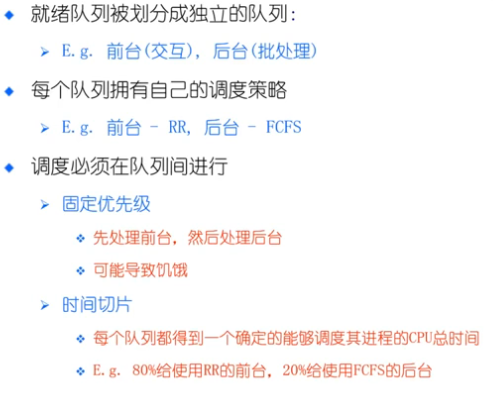 就绪队列被划分成独立的队列:
E.g. 前台(交互), 后台(批处理)
每个队列拥有自己的调度策略
E.g. 前台 - RR, 后台 - FCFS
调度必须在队列间进行
固定优先级
先处理前台, 然后处理后台
可能导致饥饿
时间切片
每个队列都得到一个确定的能够调度其进程的CPU总时间
E.g. 80%给使用RR的前台, 20%给使用FCFS的后台